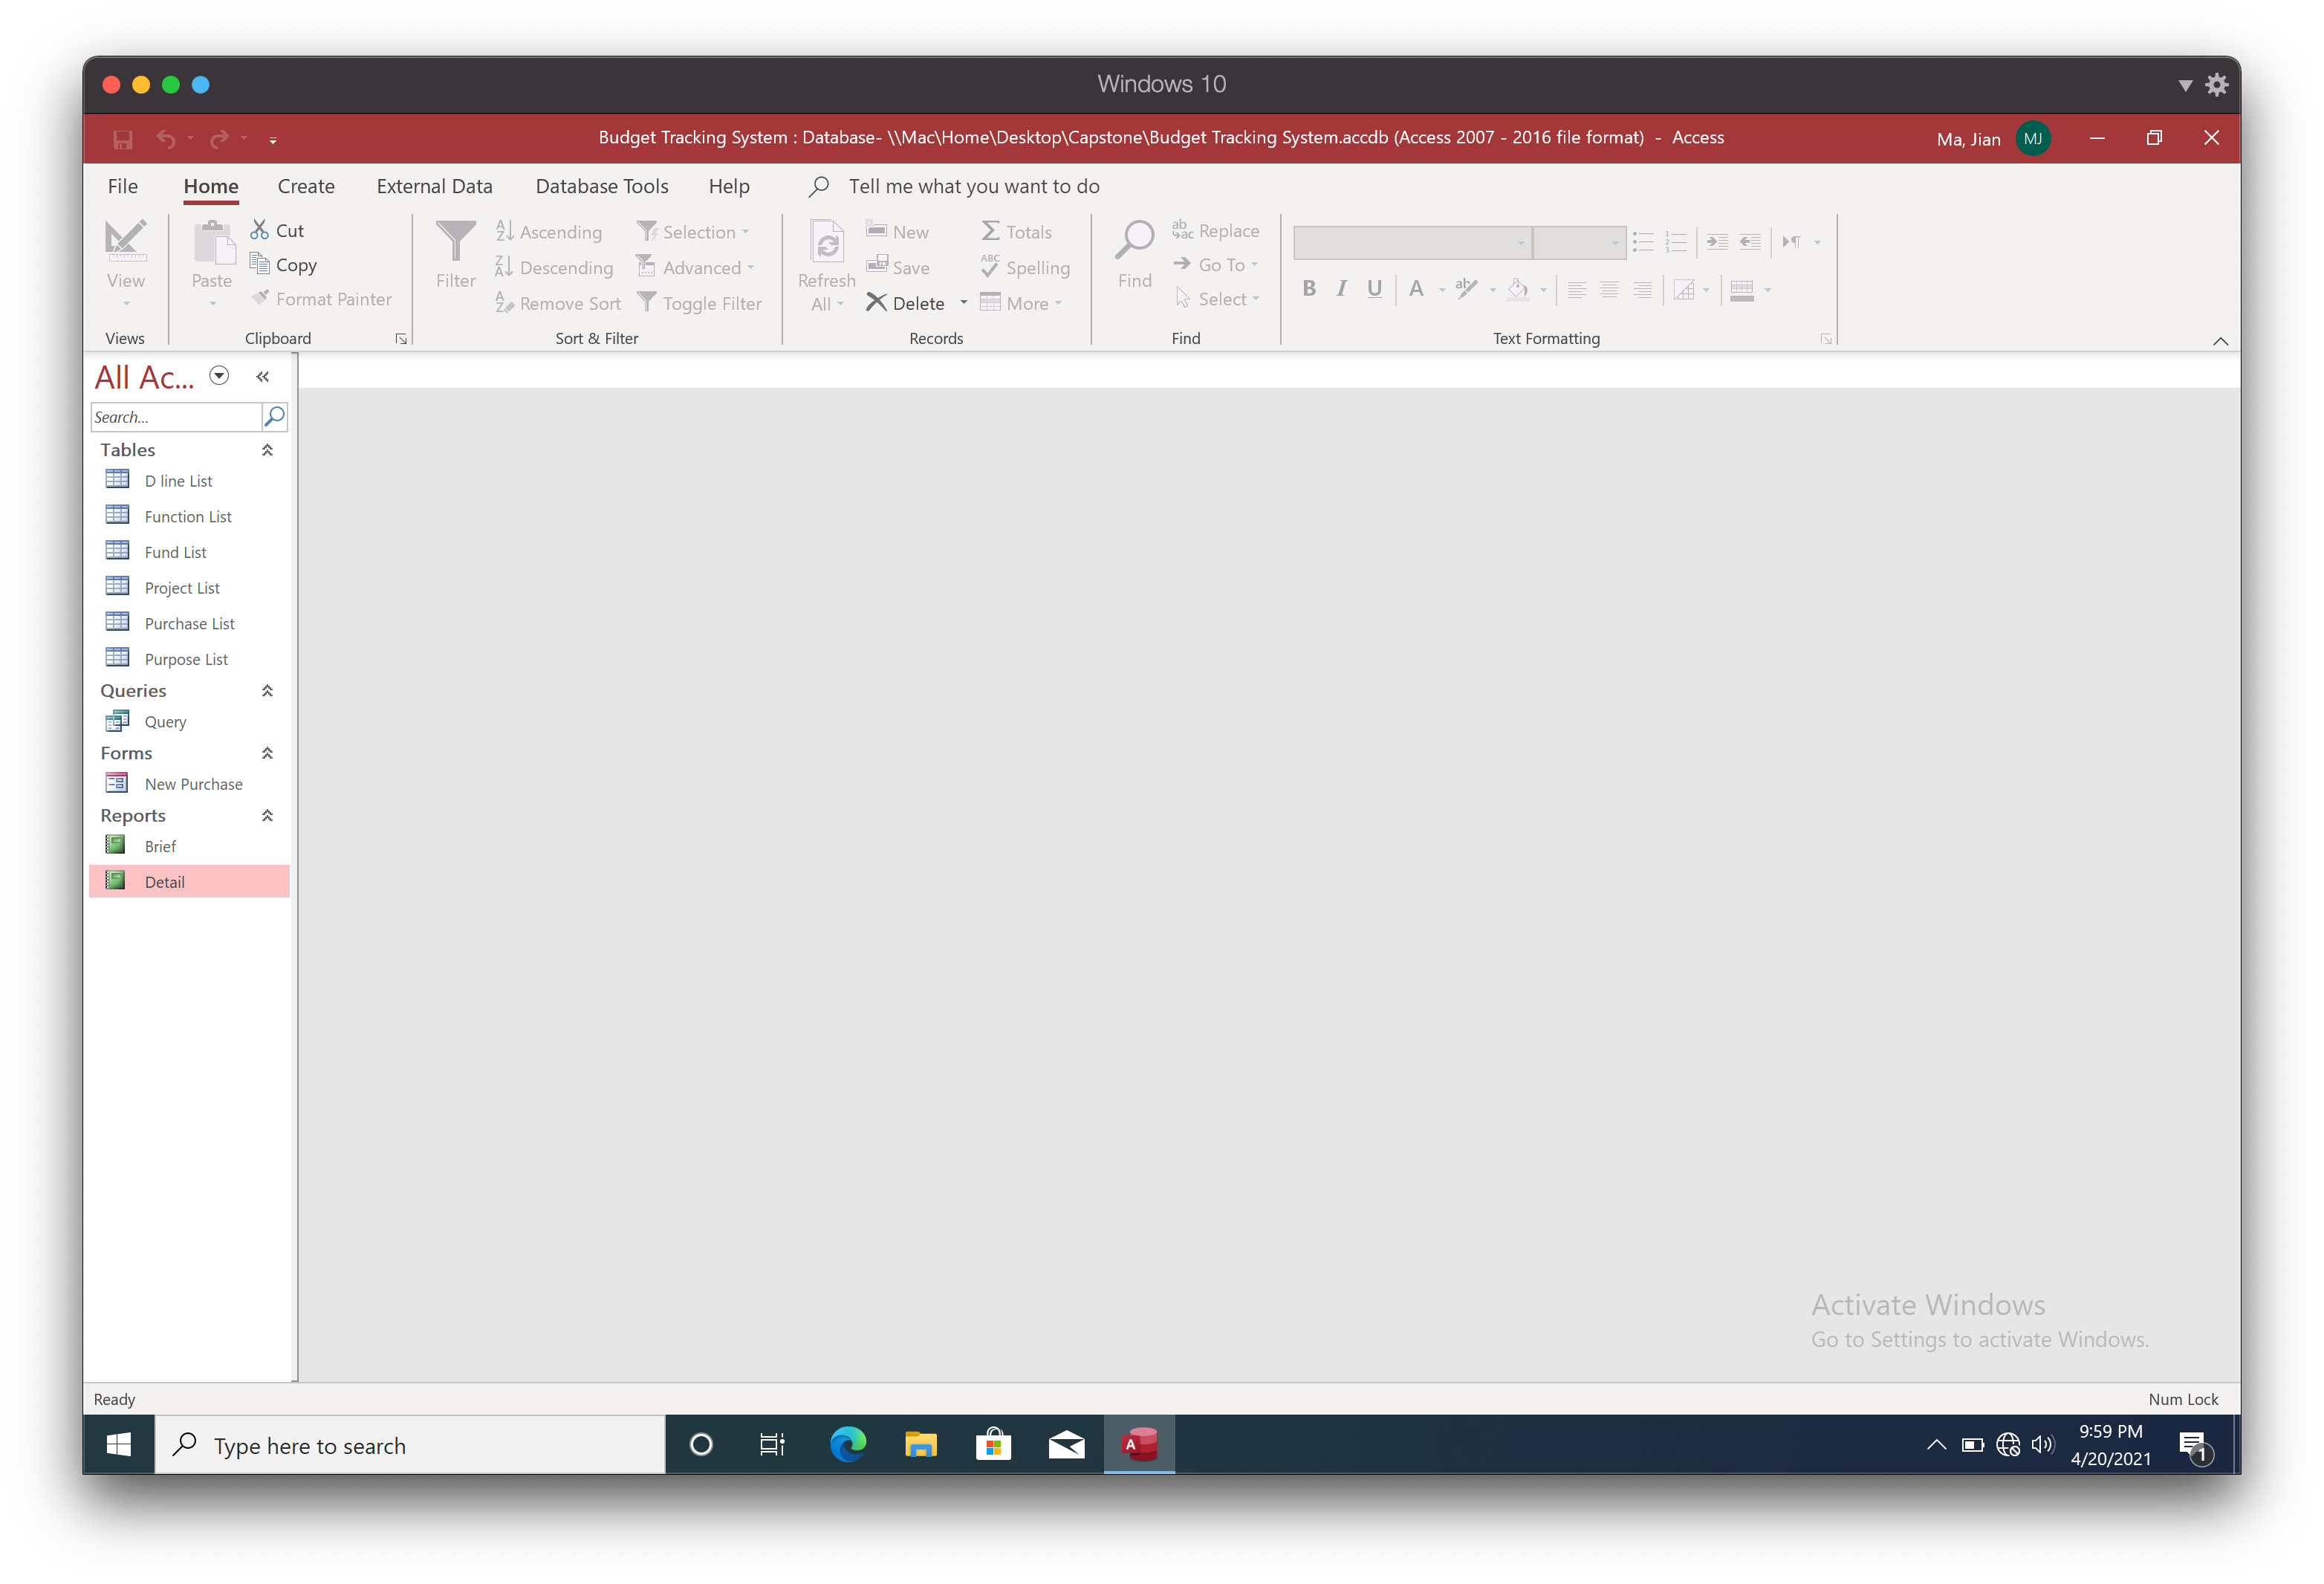 Windows 10
Budget Tracking System : Database- \\Mac\Home\Desktop\Capstone\Budget Tracking System.accdb (Access 2007 - 2016 file format) - Access
Ma, Jian MJ
File Home Create External Data Database Tools Help Tell me what you want to do
View
Views
Paste
Cut
Copy
Format Painter
Clipboard
Filter
Ascending
Descending
Remove Sort
Selection
Advanced
Toggle Filter
Sort & Filter
Refresh
All
New
Save
Delete
Totals
Spelling
More
Records
Find
Replace
Go To
Select
Find
B I U A
Text Formatting
All Ac...
Search...
Tables
D line List
Function List
Fund List
Project List
Purchase List
Purpose List
Queries
Query
Forms
New Purchase
Reports
Brief
Detail
Activate Windows
Go to Settings to activate Windows.
Ready
Num Lock
Type here to search
9:59 PM
4/20/2021
1